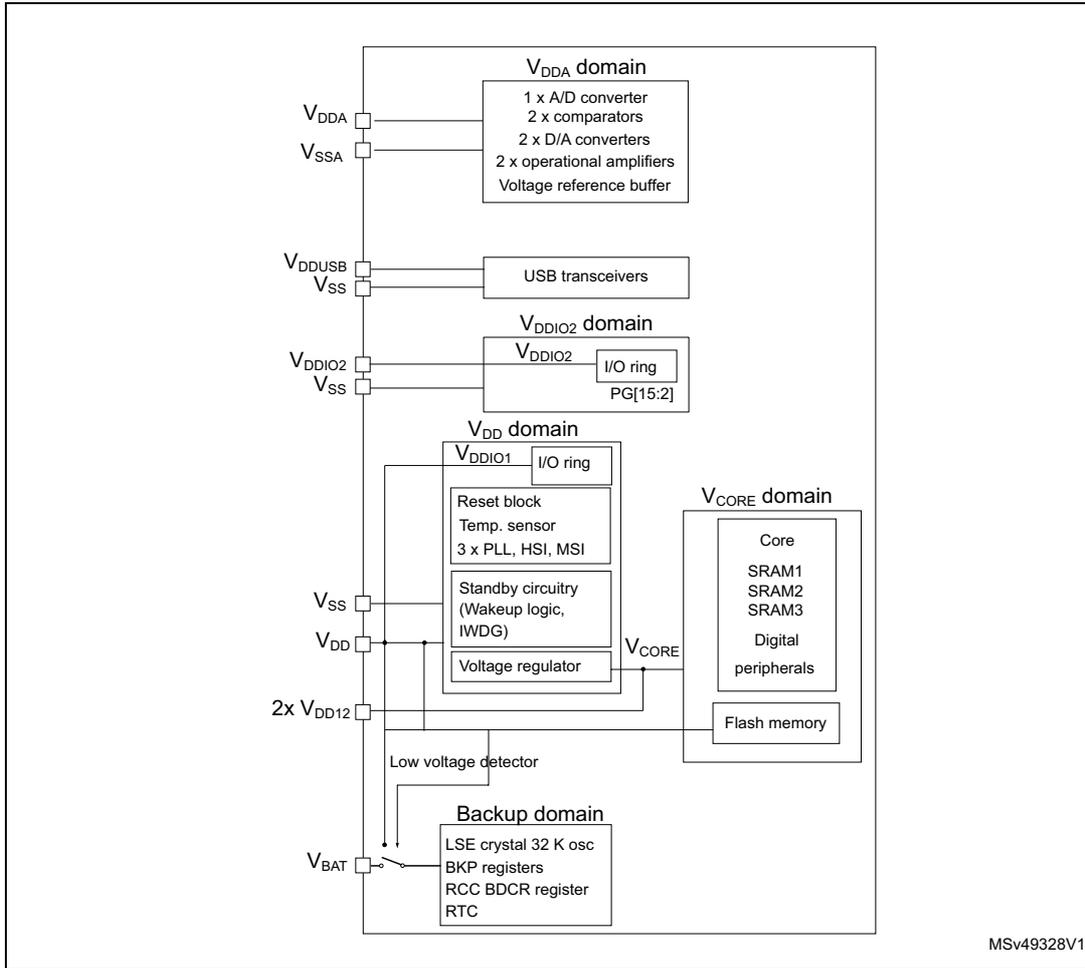 VDDA domain
1 x A/D converter
2 x comparators
2 x D/A converters
2 x operational amplifiers
Voltage reference buffer
VDDA
VSSA
VDDUSB
VSS
USB transceivers
VDDIO2 domain
VDDIO2
VSS
VDDIO2
I/O ring
PG[15:2]
VDD domain
VDDIO1
I/O ring
Reset block
Temp. sensor
3 x PLL, HSI, MSI
Standby circuitry
(Wakeup logic,
IWDG)
Voltage regulator
VSS
VDD
2x VDD12
VCORE
VCORE domain
Core
SRAM1
SRAM2
SRAM3
Digital
peripherals
Flash memory
Low voltage detector
Backup domain
VBAT
LSE crystal 32 K osc
BKP registers
RCC BDCR register
RTC
MSv49328V1